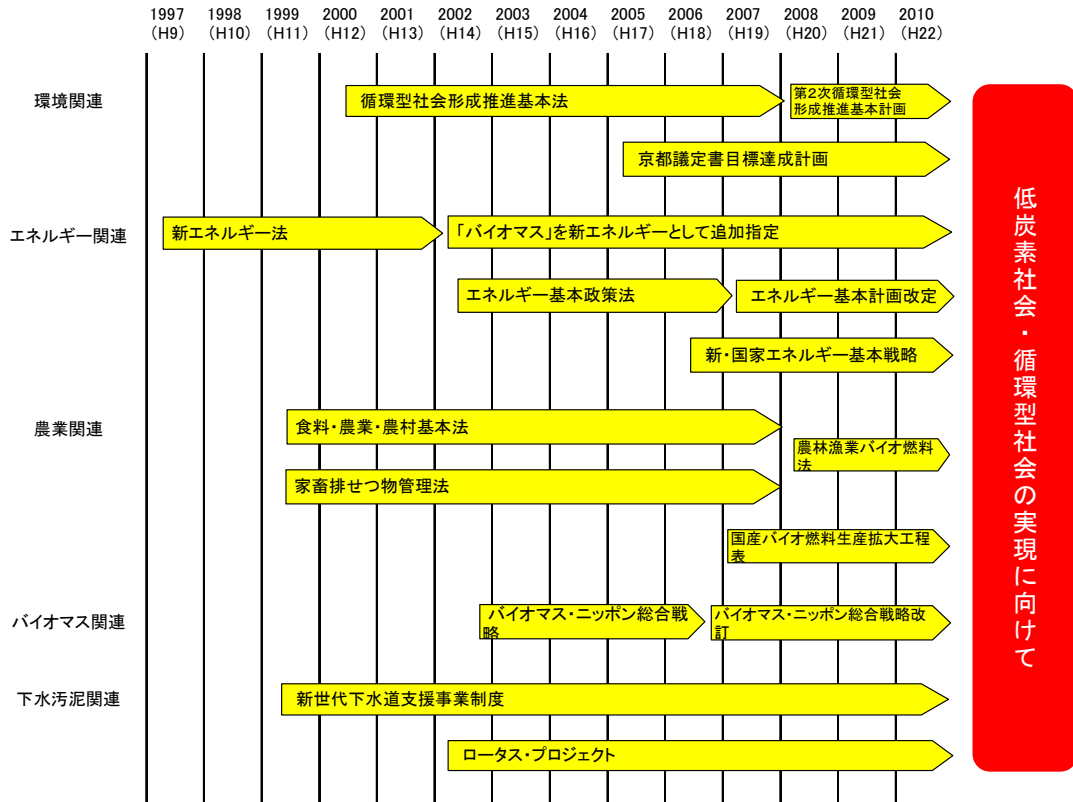 1997 1998 1999 2000 2001 2002 2003 2004 2005 2006 2007 2008 2009 2010
(H9) (H10) (H11) (H12) (H13) (H14) (H15) (H16) (H17) (H18) (H19) (H20) (H21) (H22)
環境関連
循環型社会形成推進基本法
第2次循環型社会
形成推進基本計画
京都議定書目標達成計画
エネルギー関連
新エネルギー法
「バイオマス」を新エネルギーとして追加指定
エネルギー基本政策法
エネルギー基本計画改定
新・国家エネルギー基本戦略
農業関連
食料・農業・農村基本法
農林漁業バイオ燃料
法
家畜排せつ物管理法
国産バイオ燃料生産拡大工程
表
バイオマス関連
バイオマス・ニッポン総合戦
略
バイオマス・ニッポン総合戦略改
訂
下水汚泥関連
新世代下水道支援事業制度
ロータス・プロジェクト
低炭素社会・循環型社会の実現に向けて